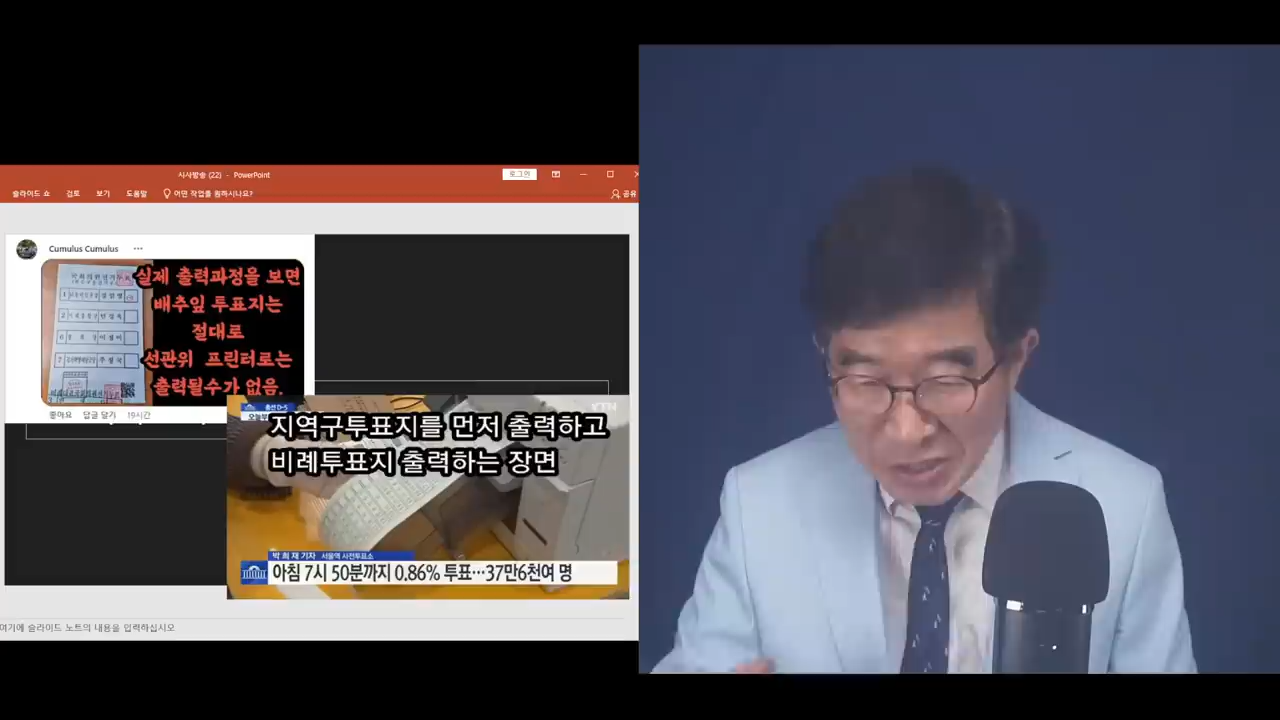 시사방송 (22) - PowerPoint
로그인
슬라이드 쇼 검토 보기 도움말 어떤 작업을 원하시나요?
공유
Cumulus Cumulus ···
실제 출력과정을 보면
배추잎 투표지는
절대로
선관위 프린터로는
출력될수가 없음.
1
2
6
7
좋아요 답글 달기 19시간
총선 D-5
YTN
지역구투표지를 먼저 출력하고
비례투표지 출력하는 장면
박 희 재 기자 서울역 사전투표소
아침 7시 50분까지 0.86% 투표…37만6천여 명
여기에 슬라이드 노트의 내용을 입력하십시오